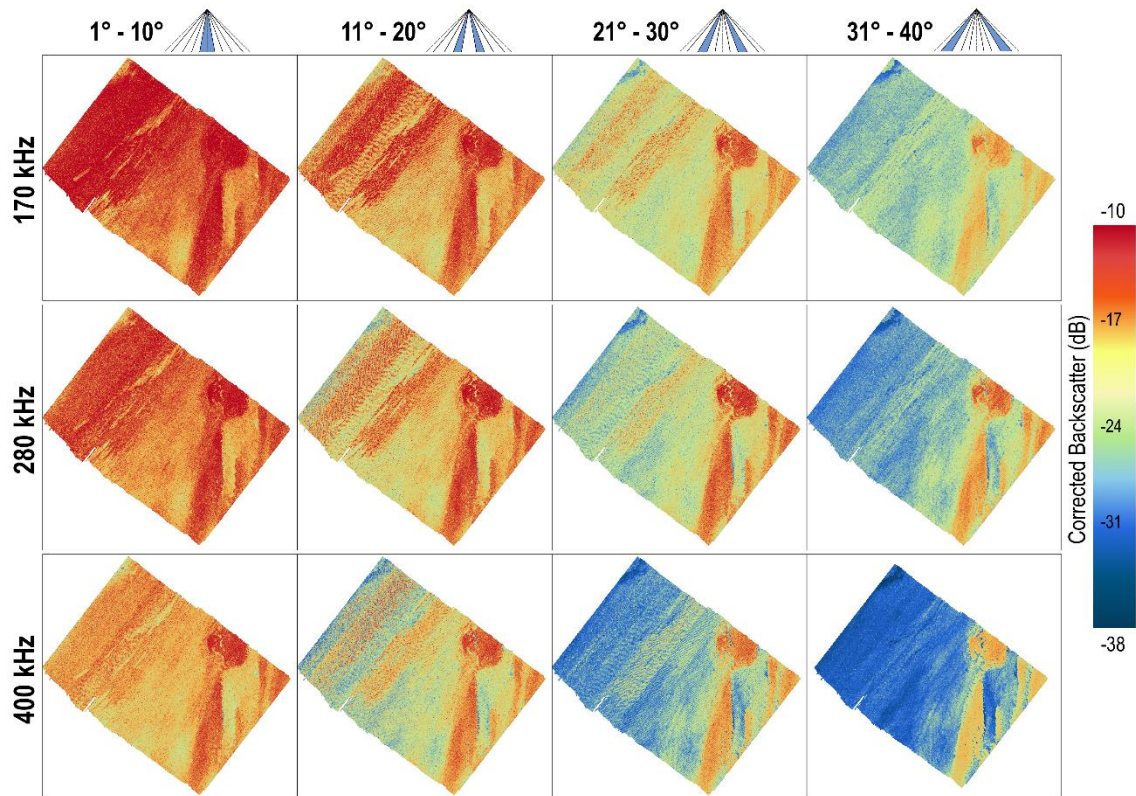 1° - 10°
11° - 20°
21° - 30°
31° - 40°
170 kHz
280 kHz
400 kHz
-10
-17
-24
-31
-38
Corrected Backscatter (dB)